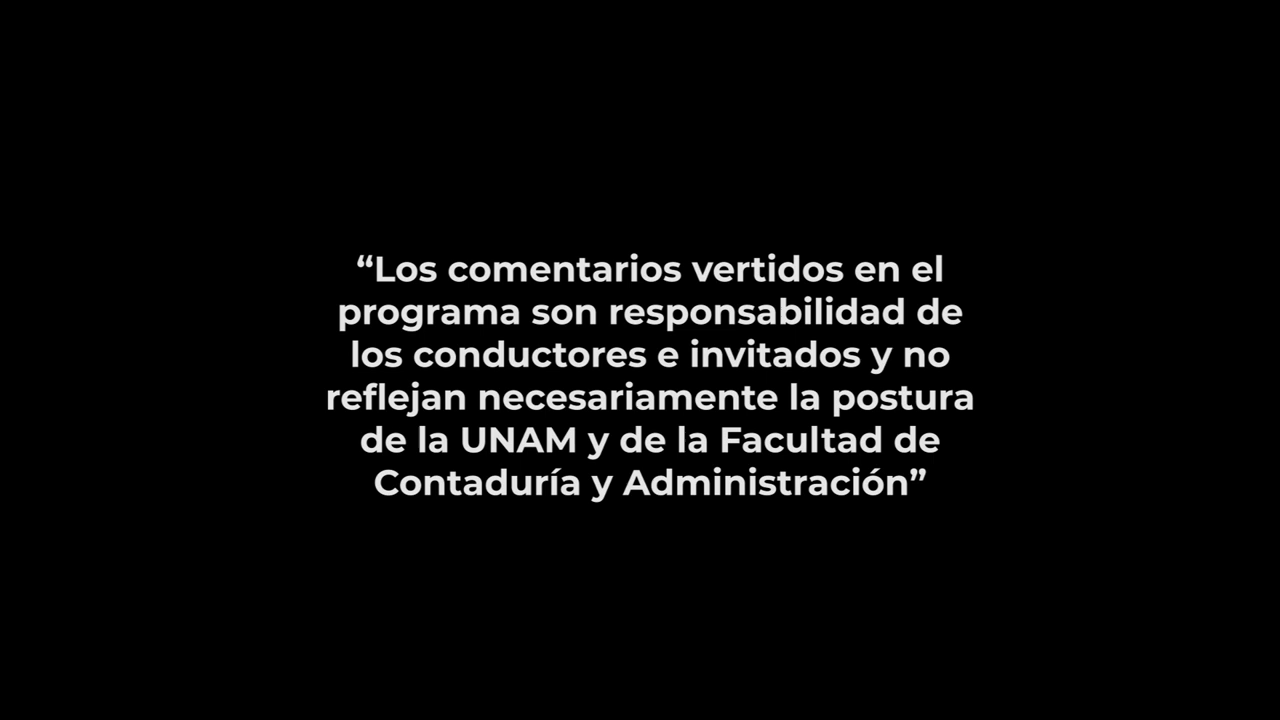 “Los comentarios vertidos en el
programa son responsabilidad de
los conductores e invitados y no
reflejan necesariamente la postura
de la UNAM y de la Facultad de
Contaduría y Administración”